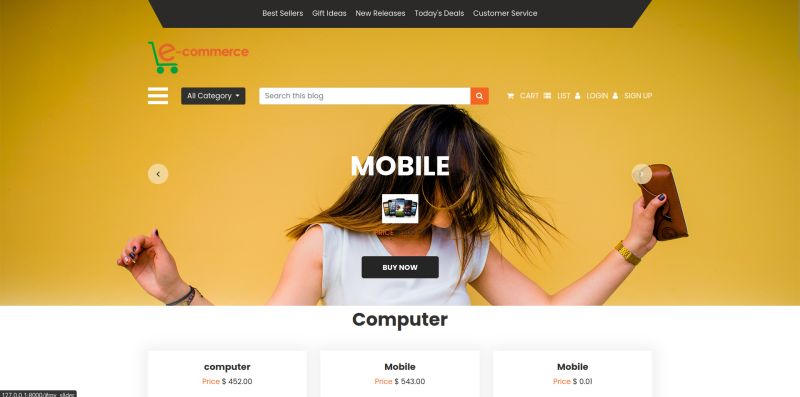 Best Sellers Gift Ideas New Releases Today's Deals Customer Service
e-commerce
All Category Search this blog CART LIST LOGIN SIGN UP
MOBILE
PRICE
BUY NOW
Computer
computer Mobile Mobile
Price $ 452.00 Price $ 543.00 Price $ 0.01
127.0.0.1:8000/#my_slider